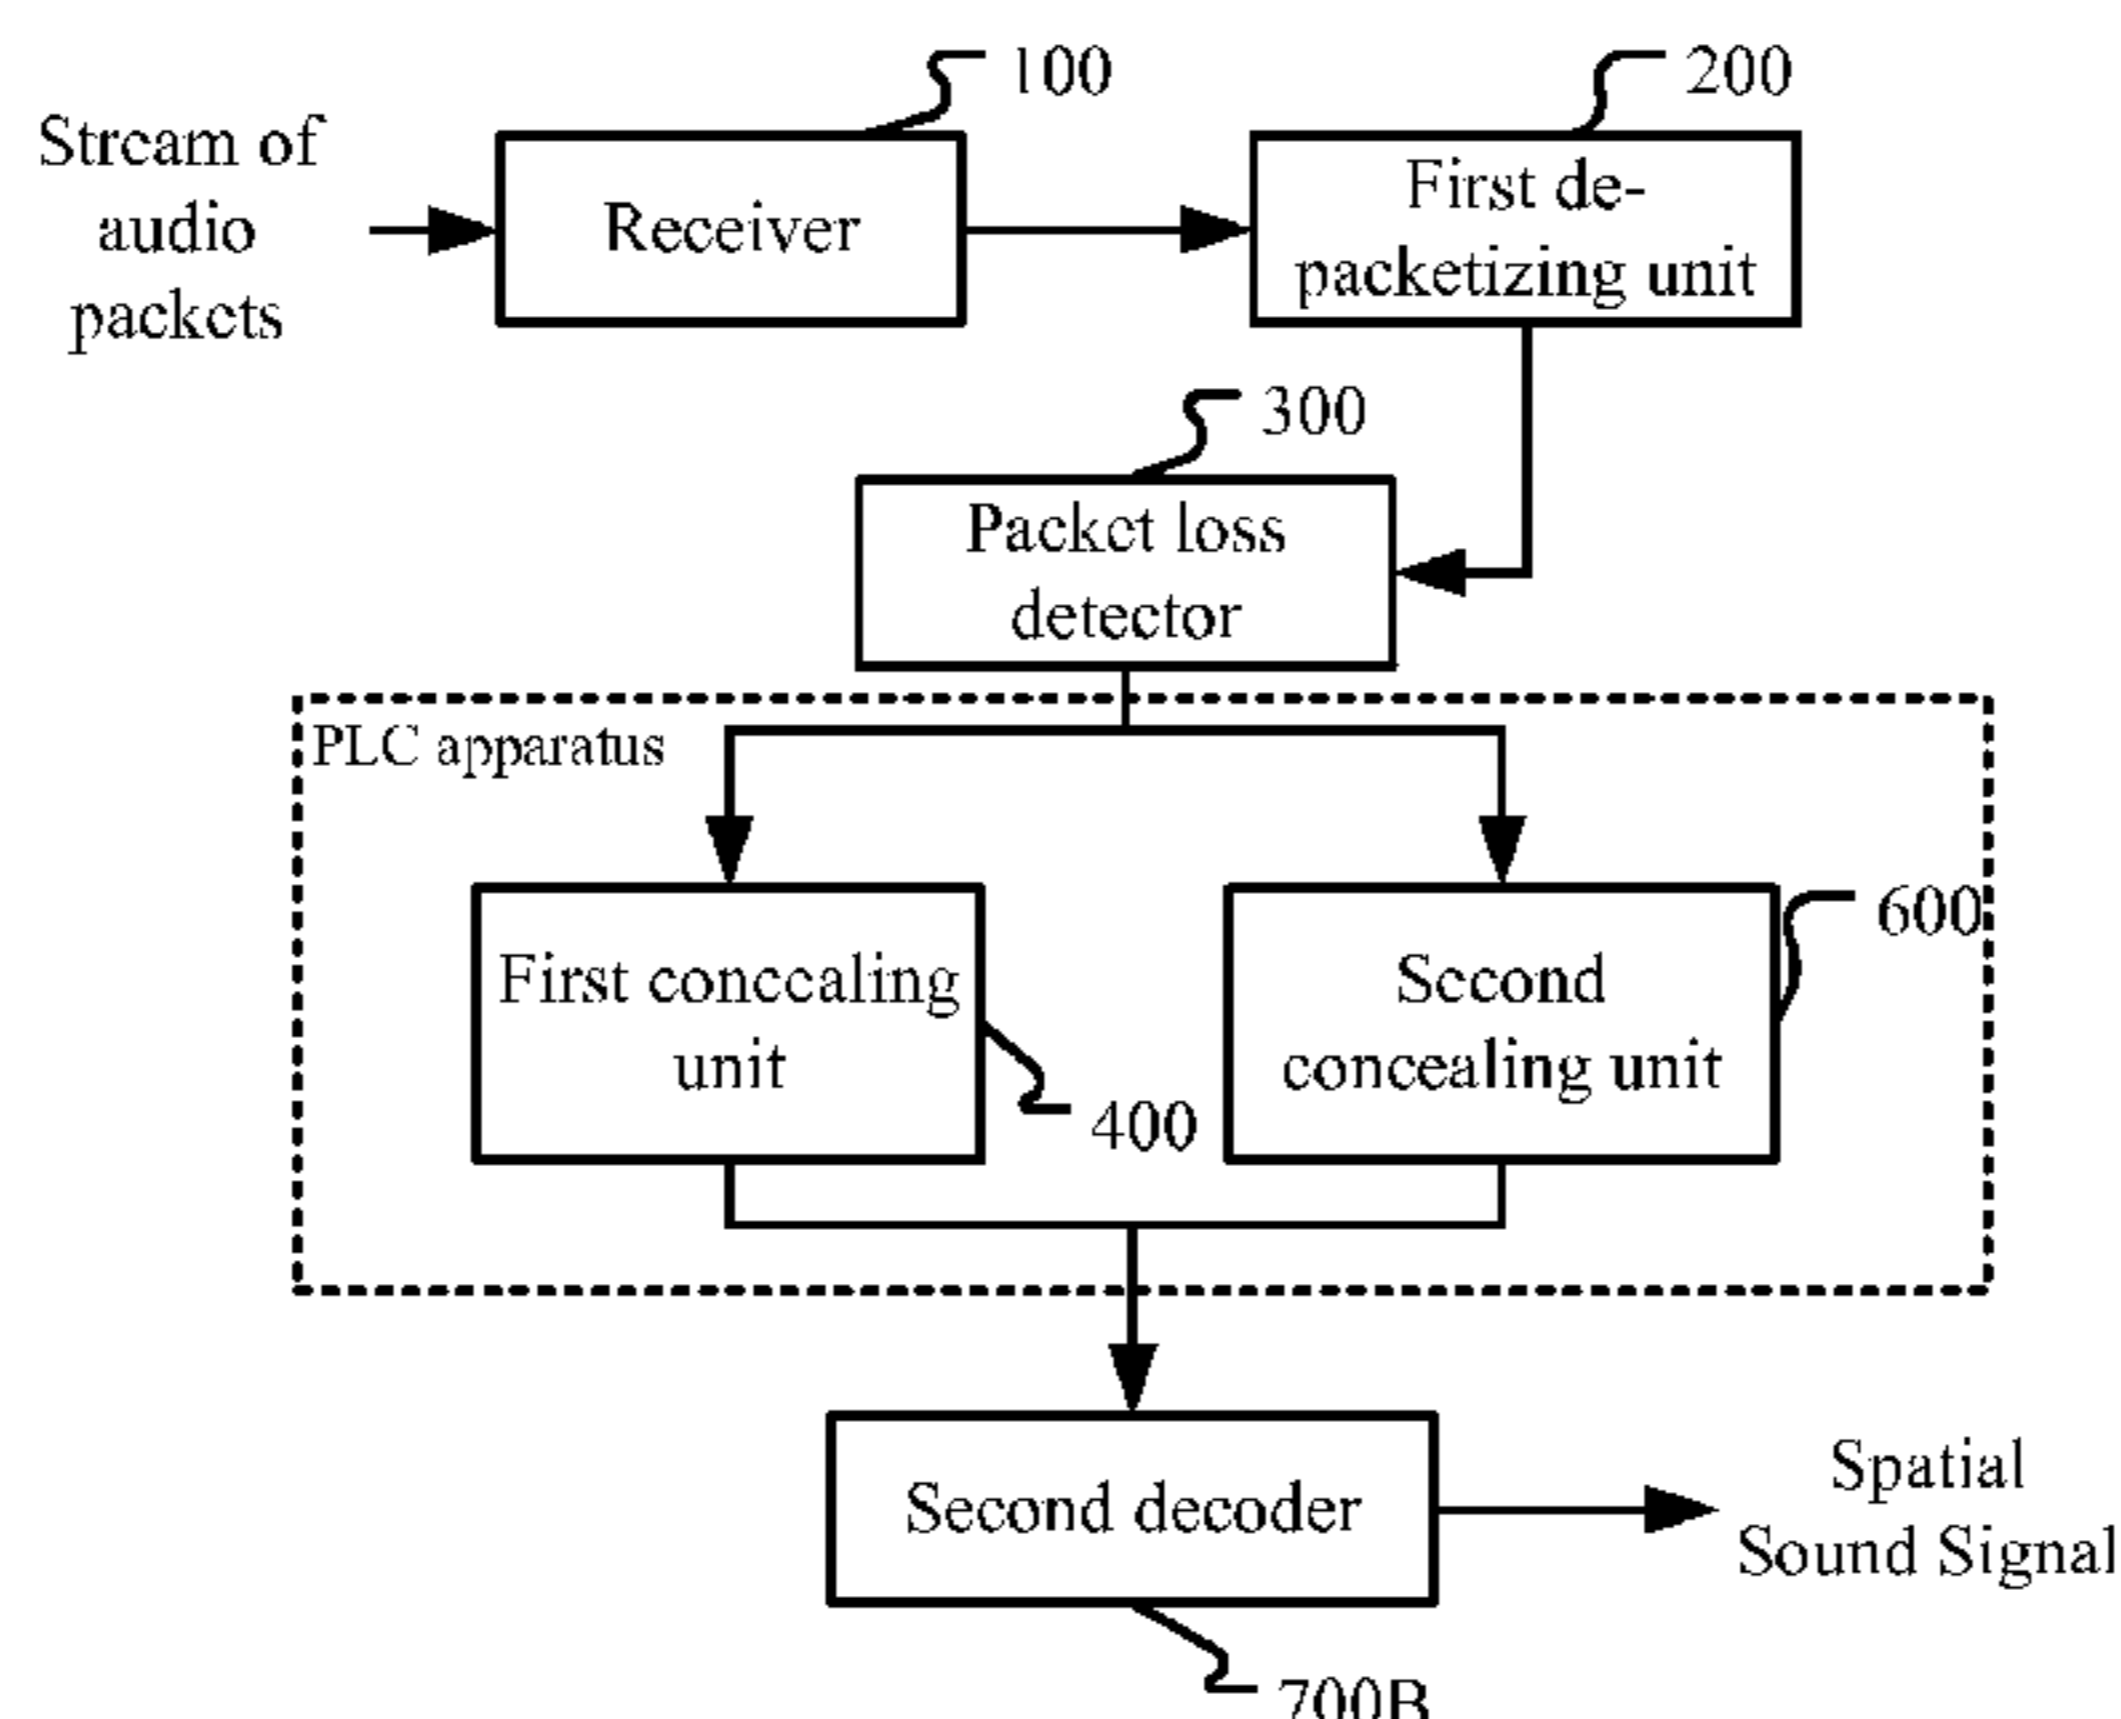 100
200
Stream of
audio
packets
Receiver
First de-
packetizing unit
300
Packet loss
detector
PLC apparatus
600
First concealing
unit
Second
concealing unit
400
Second decoder
Spatial
Sound Signal
700B